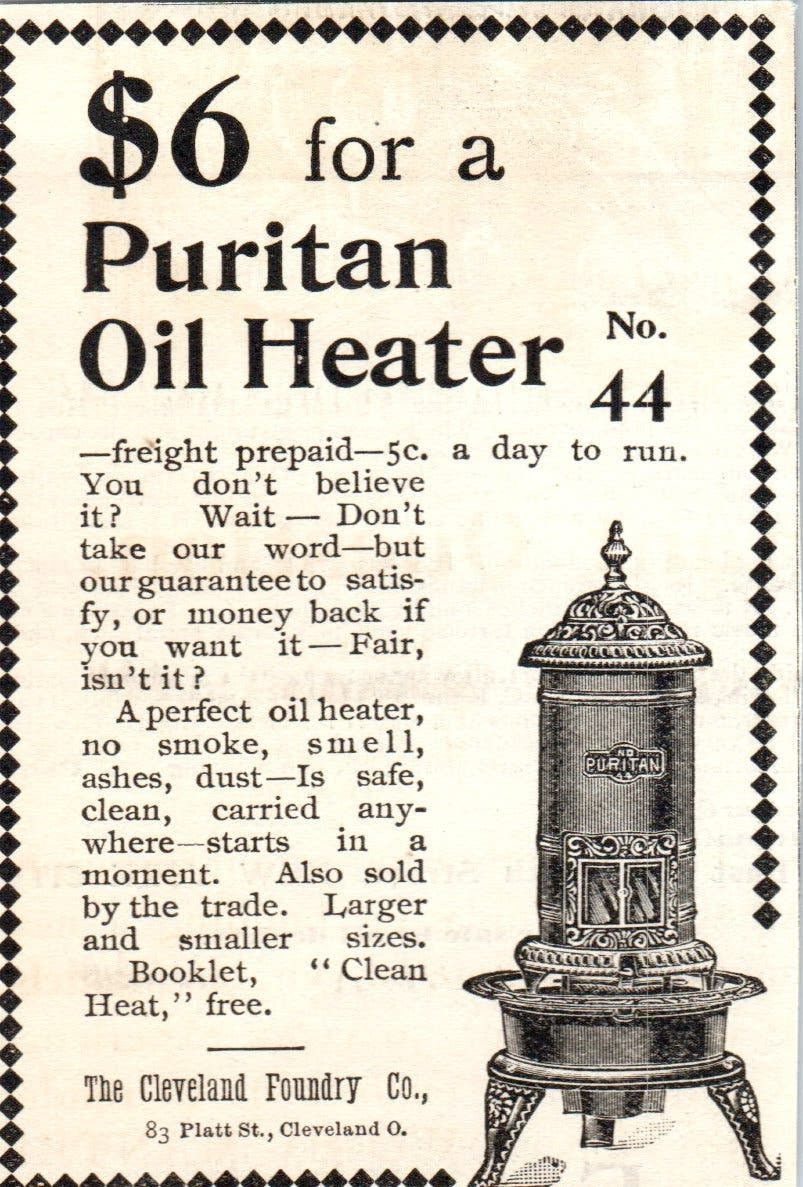 $6 for a
Puritan
Oil Heater No. 44
—freight prepaid—5c. a day to run.
You don't believe
it? Wait — Don't
take our word—but
our guarantee to satis-
fy, or money back if
you want it — Fair,
isn't it?
A perfect oil heater,
no smoke, smell,
ashes, dust—Is safe,
clean, carried any-
where—starts in a
moment. Also sold
by the trade. Larger
and smaller sizes.
Booklet, "Clean
Heat," free.
The Cleveland Foundry Co.,
83 Platt St., Cleveland O.
NO
PURITAN
44